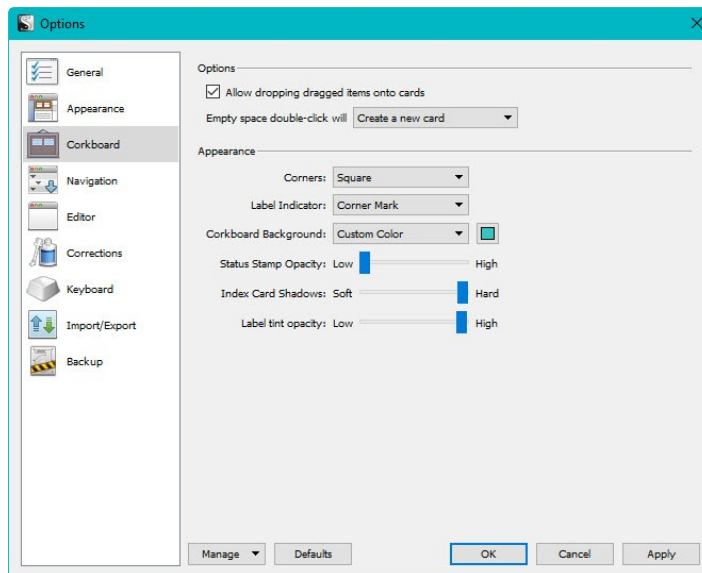 Options
General
Appearance
Corkboard
Navigation
Editor
Corrections
Keyboard
Import/Export
Backup
Options
Allow dropping dragged items onto cards
Empty space double-click will Create a new card
Appearance
Corners: Square
Label Indicator: Corner Mark
Corkboard Background: Custom Color
Status Stamp Opacity: Low High
Index Card Shadows: Soft Hard
Label tint opacity: Low High
Manage Defaults OK Cancel Apply